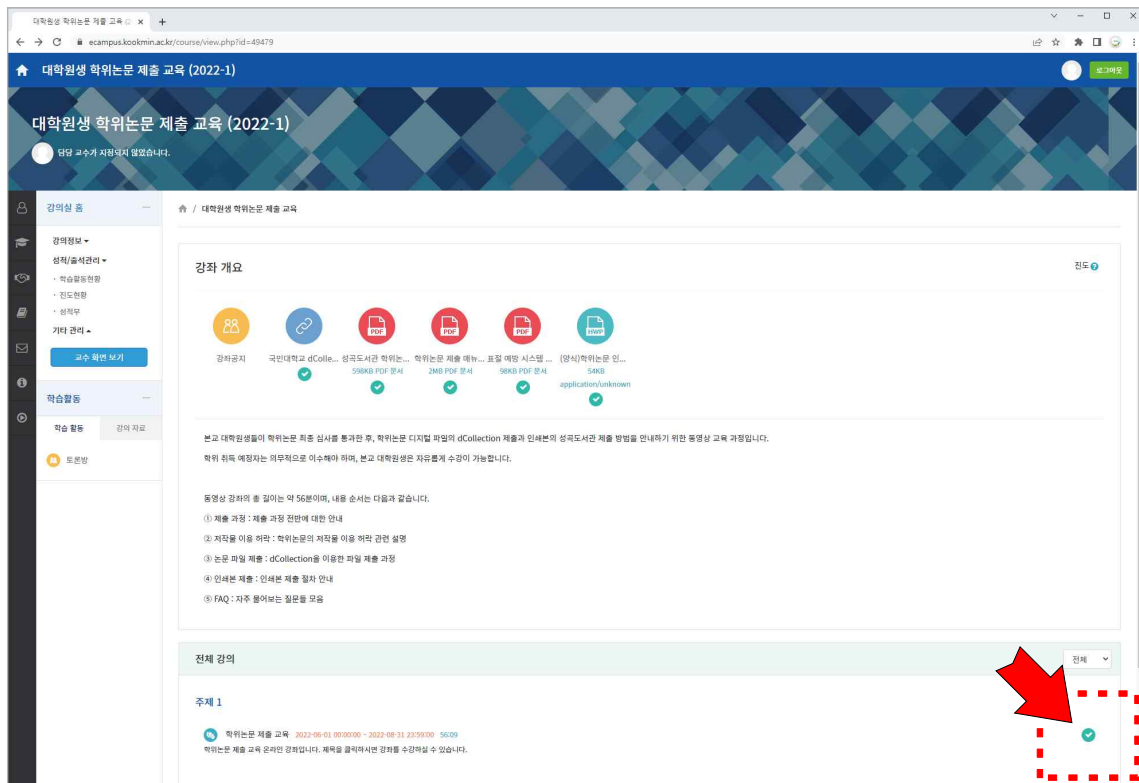 대학원생 학위논문 제출 교육
ecampus.kookmin.ac.kr/course/view.php?id=49479
대학원생 학위논문 제출 교육 (2022-1)
로그아웃
대학원생 학위논문 제출 교육 (2022-1)
담당 교수가 지정되지 않았습니다.
강의실 홈
/ 대학원생 학위논문 제출 교육
강의정보
성적/출석관리
· 학습활동현황
· 진도현황
· 성적부
기타 관리
교수 화면 보기
학습활동
학습 활동 강의 자료
토론방
강좌 개요
진도
PDF PDF PDF HWP
강좌공지 국민대학교 dColle... 성곡도서관 학위논... 학위논문 제출 매뉴... 표절 예방 시스템 ... (양식)학위논문 인...
598KB PDF 문서 2MB PDF 문서 98KB PDF 문서 54KB
application/unknown
본교 대학원생들이 학위논문 최종 심사를 통과한 후, 학위논문 디지털 파일의 dCollection 제출과 인쇄본의 성곡도서관 제출 방법을 안내하기 위한 동영상 교육 과정입니다.
학위 취득 예정자는 의무적으로 이수해야 하며, 본교 대학원생은 자유롭게 수강이 가능합니다.
동영상 강좌의 총 길이는 약 56분이며, 내용 순서는 다음과 같습니다.
① 제출 과정 : 제출 과정 전반에 대한 안내
② 저작물 이용 허락 : 학위논문의 저작물 이용 허락 관련 설명
③ 논문 파일 제출 : dCollection을 이용한 파일 제출 과정
④ 인쇄본 제출 : 인쇄본 제출 절차 안내
⑤ FAQ : 자주 물어보는 질문들 모음
전체 강의
전체
주제 1
학위논문 제출 교육 2022-06-01 00:00:00 ~ 2022-08-31 23:59:00 56:09
학위논문 제출 교육 온라인 강좌입니다. 제목을 클릭하시면 강좌를 수강하실 수 있습니다.